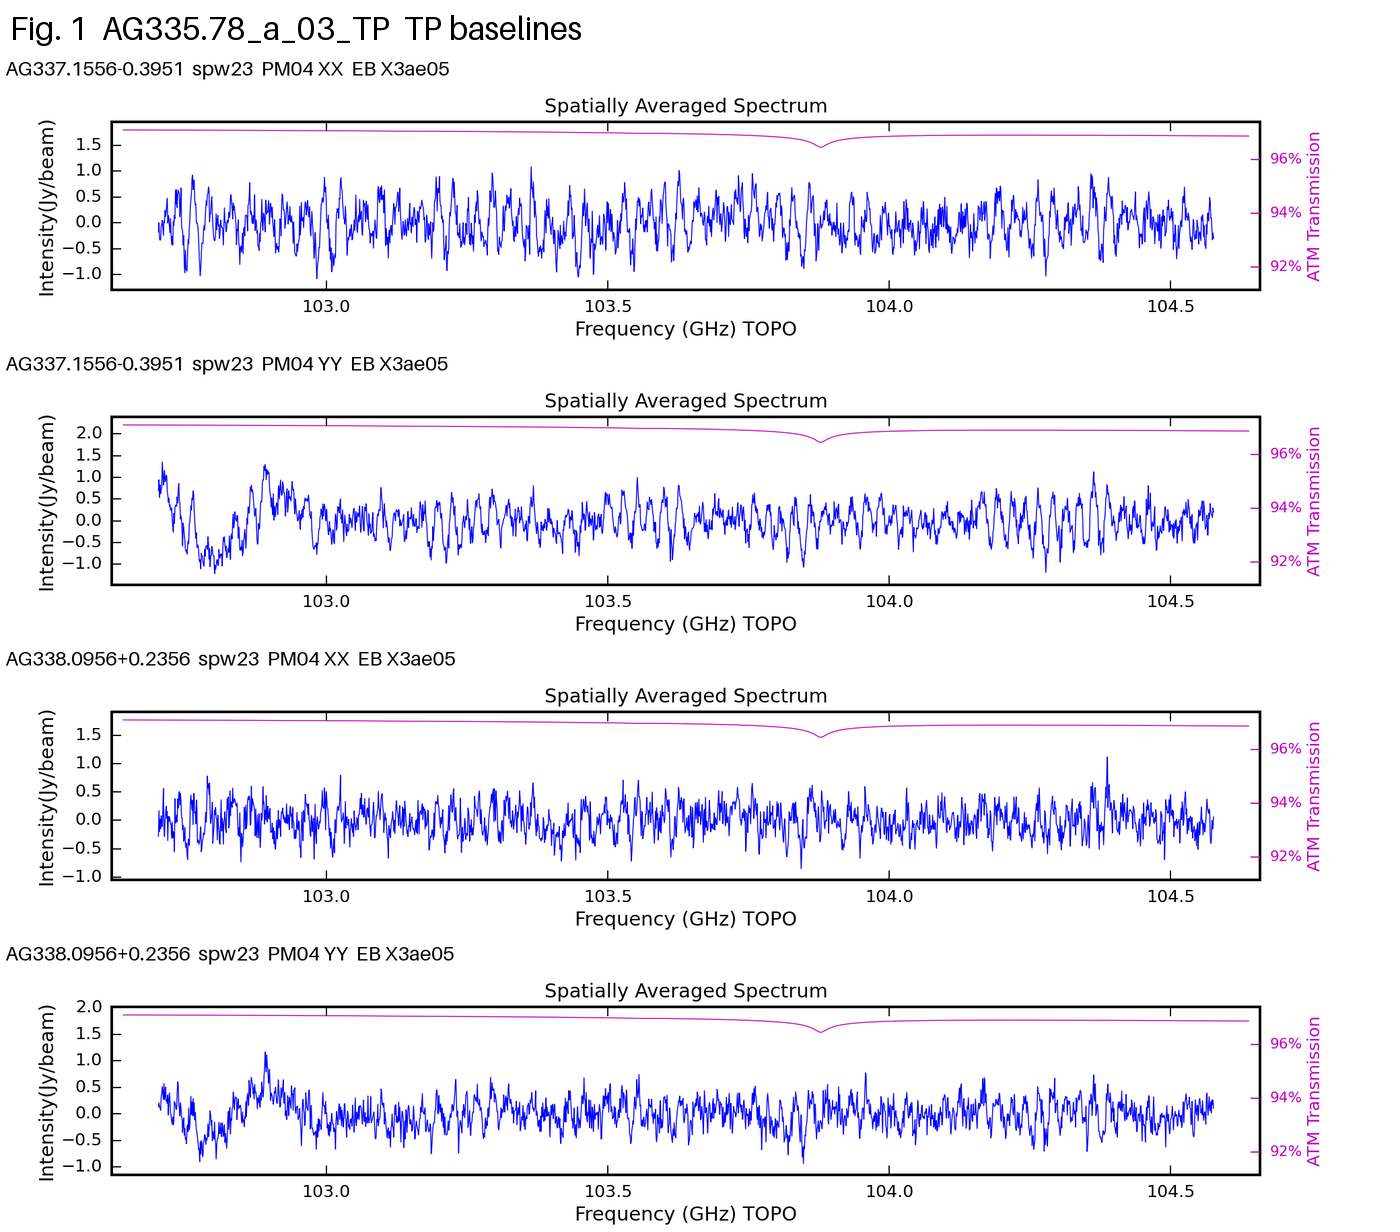 Fig. 1 AG335.78_a_03_TP TP baselines
AG337.1556-0.3951 spw23 PM04 XX EB X3ae05
Spatially Averaged Spectrum
1.5
1.0
0.5
0.0
−0.5
−1.0
Intensity(Jy/beam)
96%
94%
92%
ATM Transmission
103.0 103.5 104.0 104.5
Frequency (GHz) TOPO
AG337.1556-0.3951 spw23 PM04 YY EB X3ae05
Spatially Averaged Spectrum
2.0
1.5
1.0
0.5
0.0
−0.5
−1.0
Intensity(Jy/beam)
96%
94%
92%
ATM Transmission
103.0 103.5 104.0 104.5
Frequency (GHz) TOPO
AG338.0956+0.2356 spw23 PM04 XX EB X3ae05
Spatially Averaged Spectrum
1.5
1.0
0.5
0.0
−0.5
−1.0
Intensity(Jy/beam)
96%
94%
92%
ATM Transmission
103.0 103.5 104.0 104.5
Frequency (GHz) TOPO
AG338.0956+0.2356 spw23 PM04 YY EB X3ae05
Spatially Averaged Spectrum
2.0
1.5
1.0
0.5
0.0
−0.5
−1.0
Intensity(Jy/beam)
96%
94%
92%
ATM Transmission
103.0 103.5 104.0 104.5
Frequency (GHz) TOPO